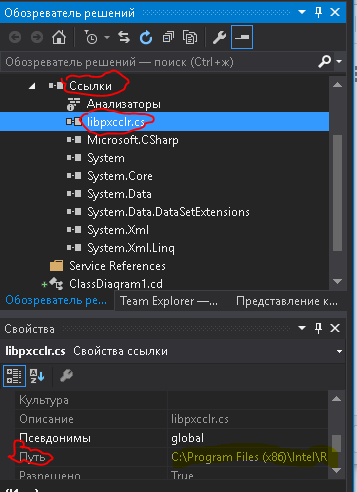 Обозреватель решений
Обозреватель решений — поиск (Ctrl+ж)
Ссылки
Анализаторы
libpxcclr.cs
Microsoft.CSharp
System
System.Core
System.Data
System.Data.DataSetExtensions
System.Xml
System.Xml.Linq
Service References
ClassDiagram1.cd
Обозреватель ре... Team Explorer —... Представление к...
Свойства
libpxcclr.cs Свойства ссылки
Культура
Описание libpxcclr.cs
Псевдонимы global
Путь C:\Program Files (x86)\Intel\R
Разрешено True